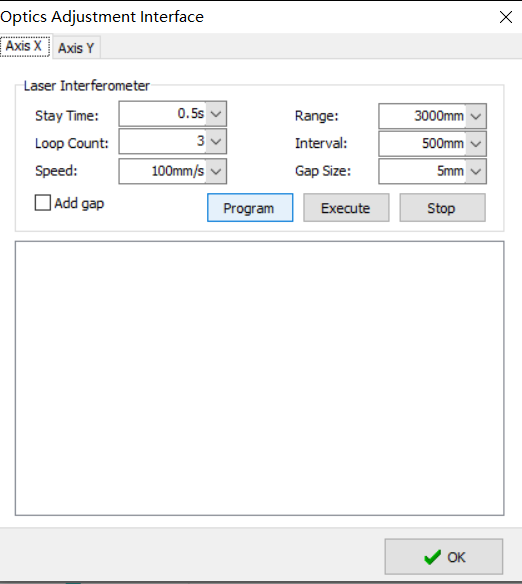 Optics Adjustment Interface
Axis X Axis Y
Laser Interferometer
Stay Time: 0.5s Range: 3000mm
Loop Count: 3 Interval: 500mm
Speed: 100mm/s Gap Size: 5mm
Add gap Program Execute Stop
OK